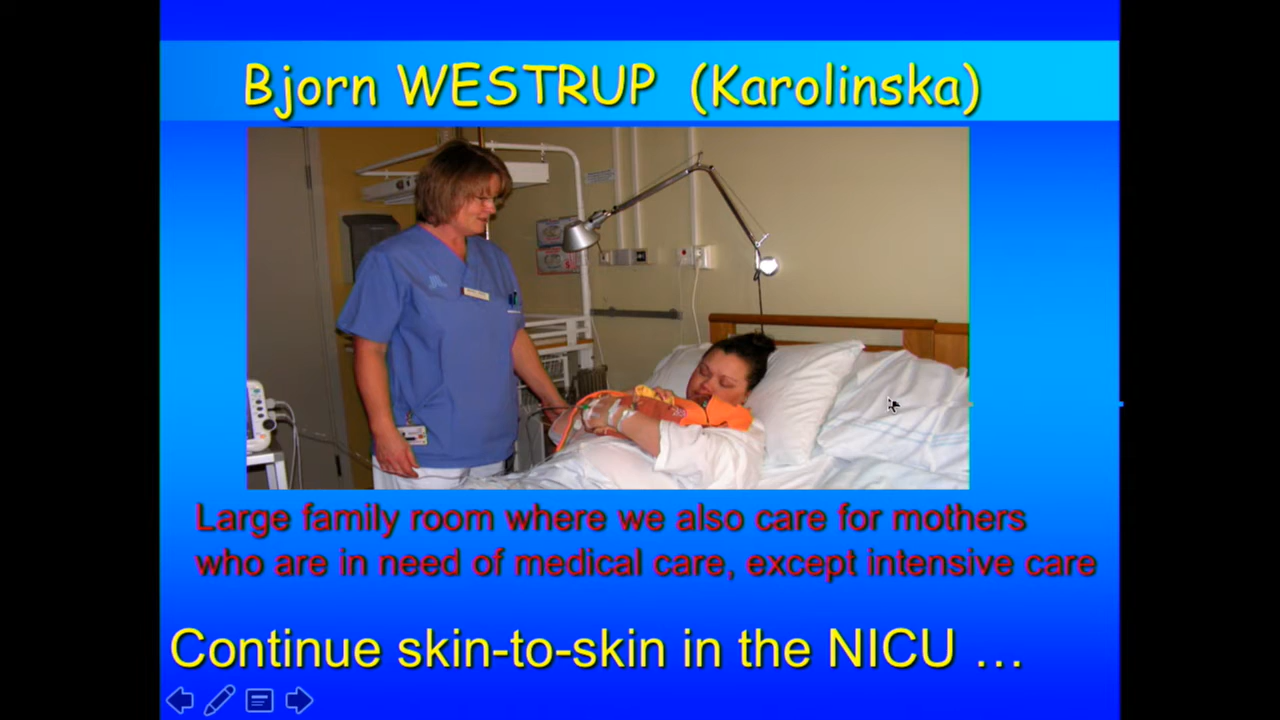 Bjorn WESTRUP (Karolinska)
Large family room where we also care for mothers
who are in need of medical care, except intensive care
Continue skin-to-skin in the NICU …